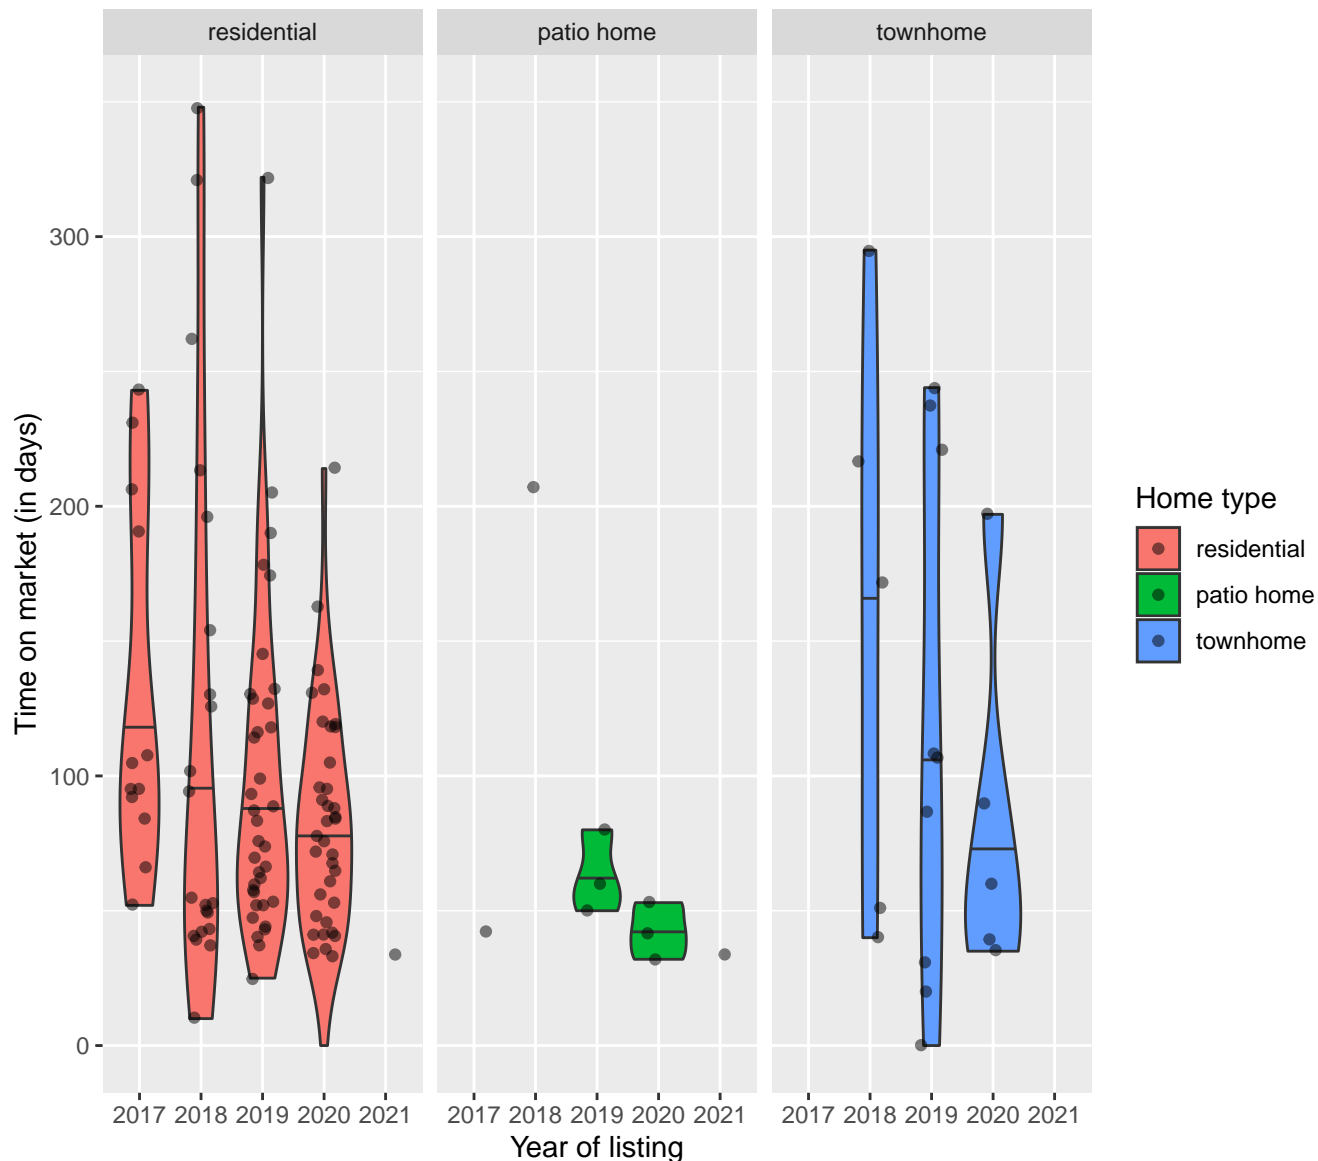 residential patio home townhome
300
200
100
0
Time on market (in days)
2017 2018 2019 2020 2021 2017 2018 2019 2020 2021 2017 2018 2019 2020 2021
Year of listing
Home type
residential
patio home
townhome